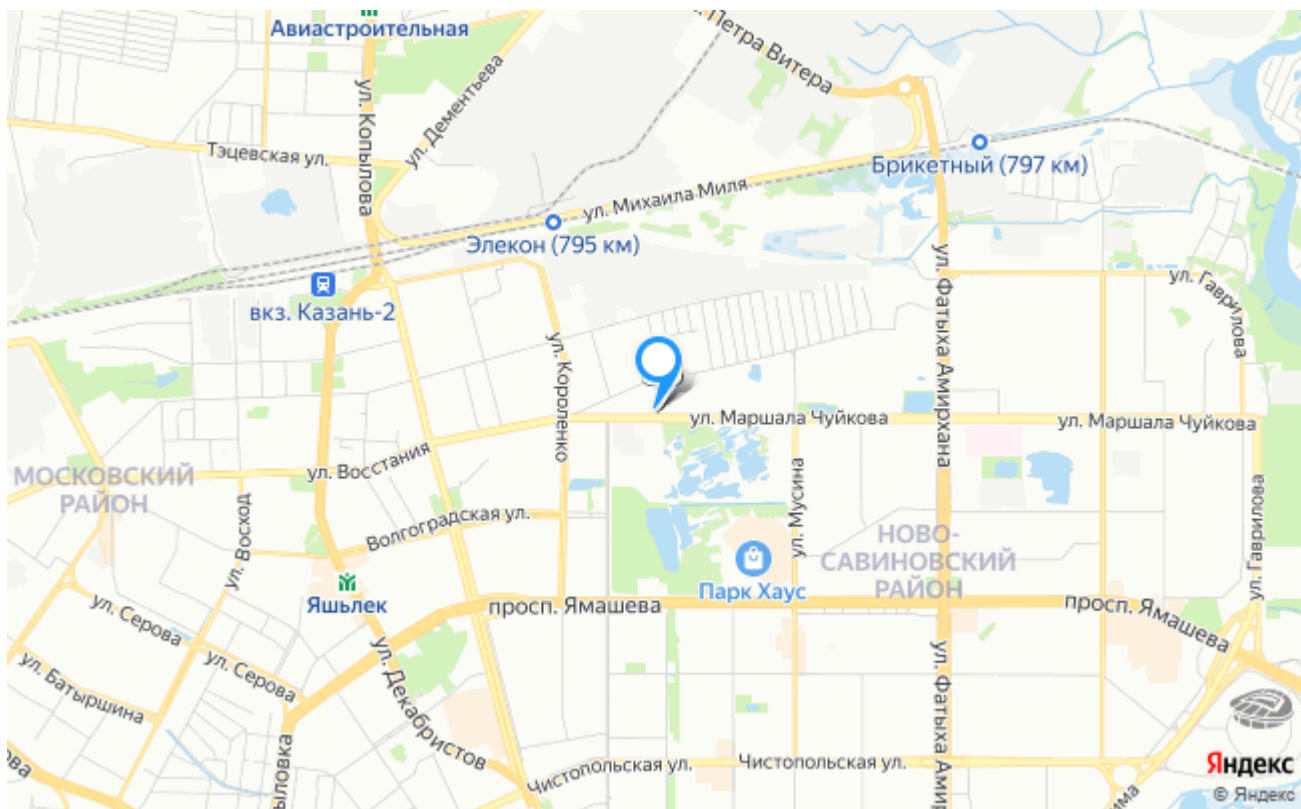 Авиастроительная
ул. Петра Витера
ул. Копылова
ул. Дементьева
Тэцевская ул.
Брикетный (797 км)
ул. Михаила Миля
Элекон (795 км)
вкз. Казань-2
ул. Фатыха Амирхана
ул. Гаврилова
ул. Короленко
ул. Маршала Чуйкова
ул. Маршала Чуйкова
ул. Восстания
МОСКОВСКИЙ
РАЙОН
ул. Восход
Волгоградская ул.
ул. Мусина
НОВО-
САВИНОВСКИЙ
РАЙОН
ул. Гаврилова
Парк Хаус
Яшьлек
просп. Ямашева
просп. Ямашева
ул. Серова
ул. Серова
ул. Батыршина
ул. Декабристов
ул. Фатыха Амир
Чистопольская ул.
Чистопольская ул.
Яндекс
© Яндекс